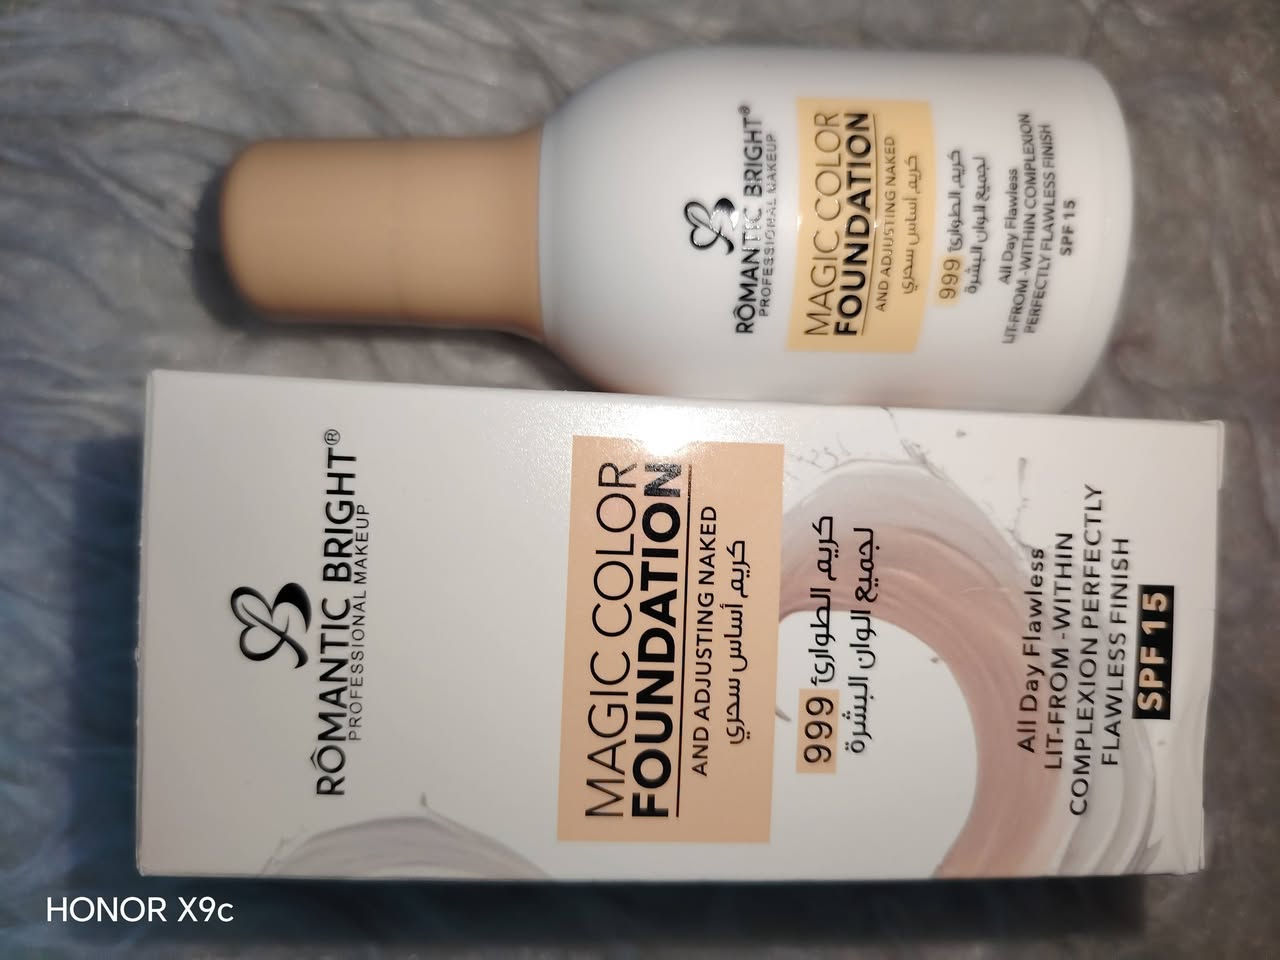 RÔMANTIC BRIGHT®
PROFESSIONAL MAKEUP
MAGIC COLOR
FOUNDATION
AND ADJUSTING NAKED
كريم أساس سحري
كريم الطوارئ 999
لجميع الوان البشرة
All Day Flawless
LIT-FROM-WITHIN COMPLEXION
PERFECTLY FLAWLESS FINISH
SPF 15
RÔMANTIC BRIGHT®
PROFESSIONAL MAKEUP
MAGIC COLOR
FOUNDATION
AND ADJUSTING NAKED
كريم أساس سحري
كريم الطوارئ 999
لجميع الوان البشرة
All Day Flawless
LIT-FROM-WITHIN
COMPLEXION PERFECTLY
FLAWLESS FINISH
SPF 15
HONOR X9c